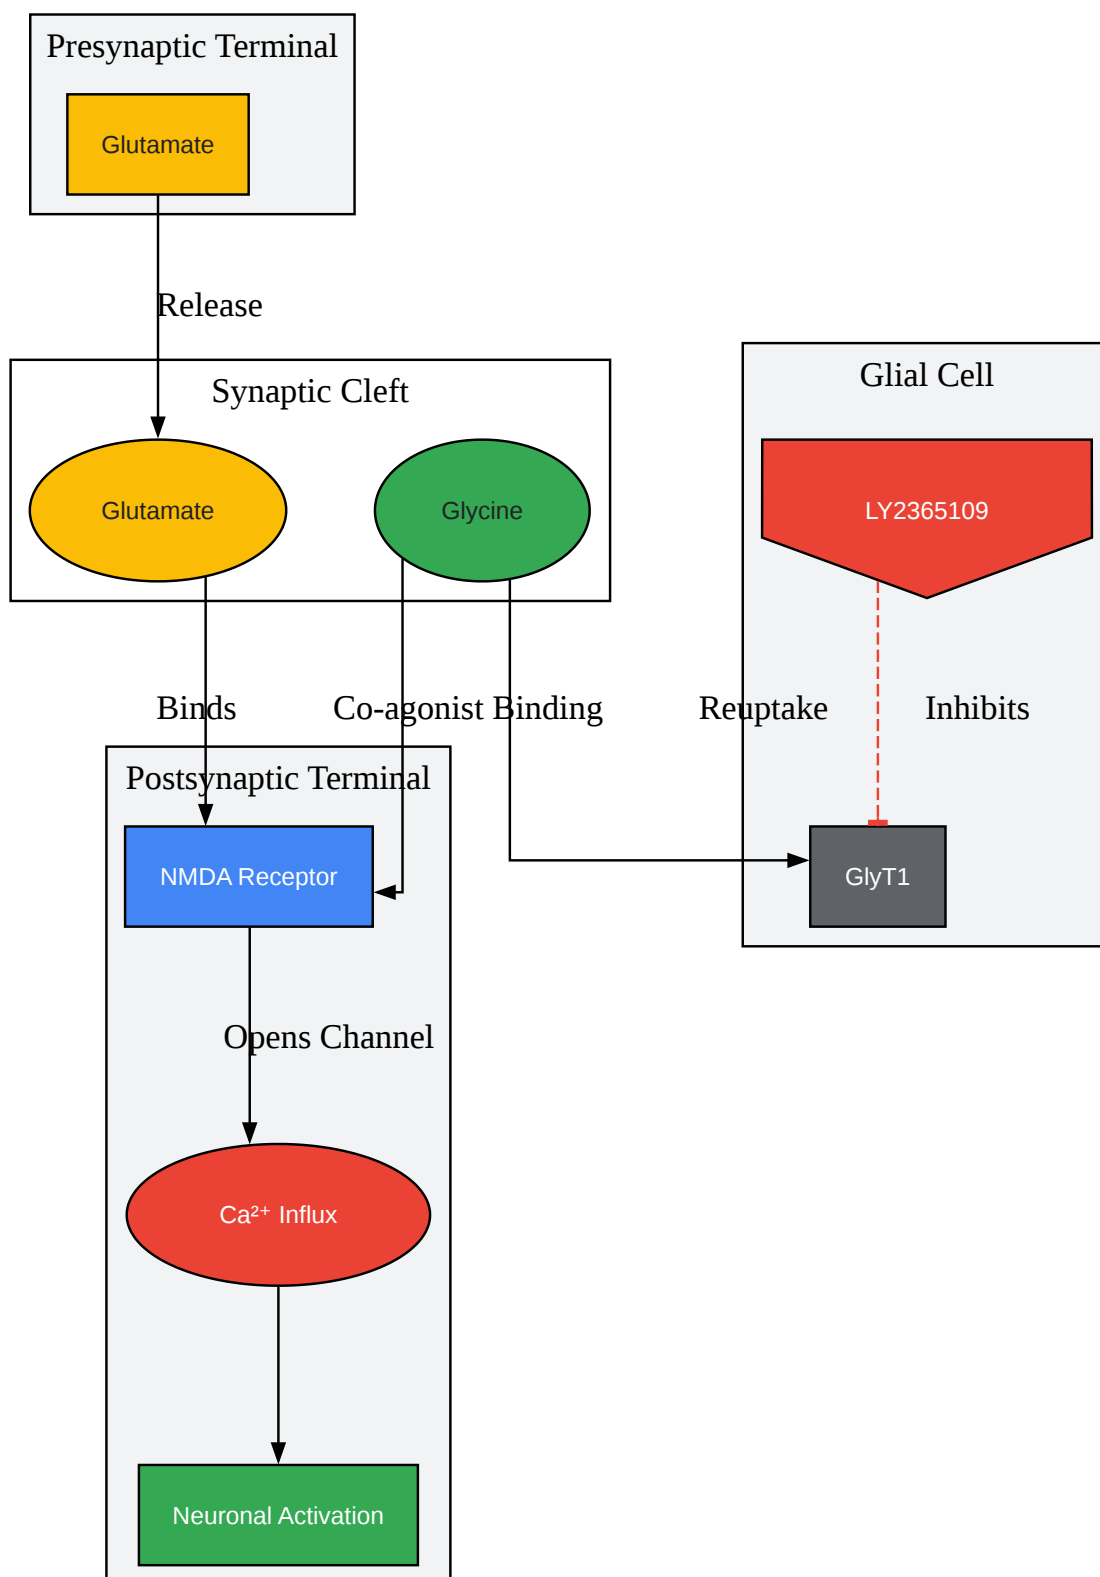 Presynaptic Terminal
Glutamate
Release
Synaptic Cleft
Glutamate
Glycine
Glial Cell
LY2365109
Binds
Co-agonist Binding
Reuptake
Inhibits
Postsynaptic Terminal
NMDA Receptor
GlyT1
Opens Channel
Ca²⁺ Influx
Neuronal Activation